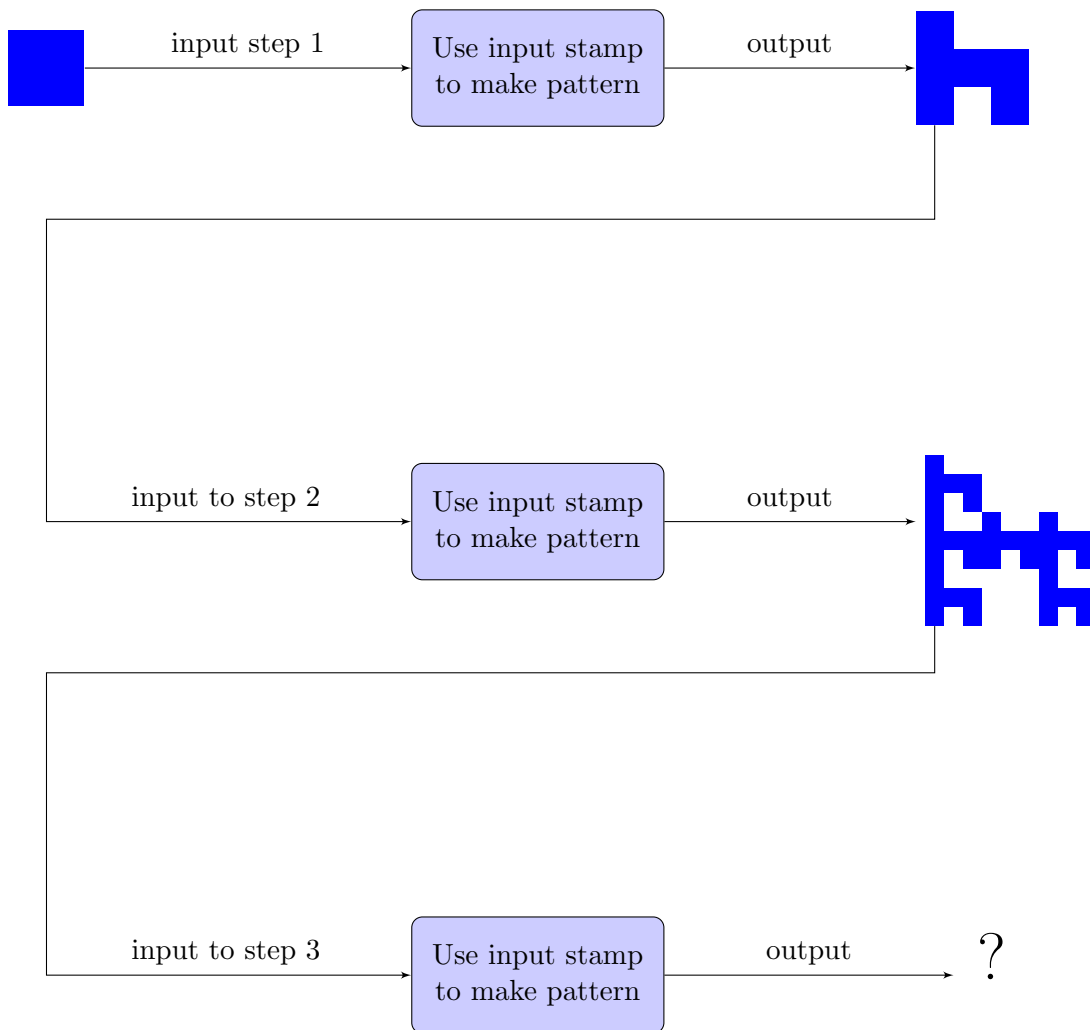 input step 1
Use input stamp
to make pattern
output
input to step 2
Use input stamp
to make pattern
output
input to step 3
Use input stamp
to make pattern
output
?